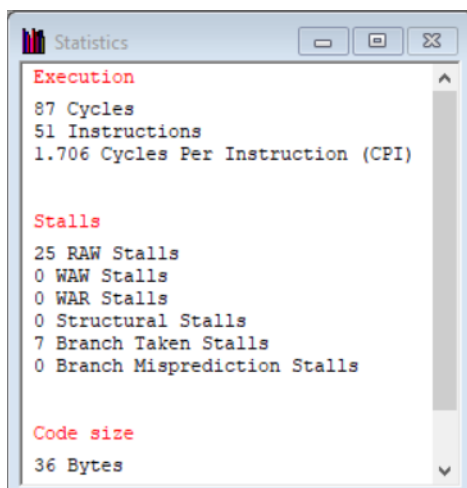 Statistics
Execution
87 Cycles
51 Instructions
1.706 Cycles Per Instruction (CPI)
Stalls
25 RAW Stalls
0 WAW Stalls
0 WAR Stalls
0 Structural Stalls
7 Branch Taken Stalls
0 Branch Misprediction Stalls
Code size
36 Bytes